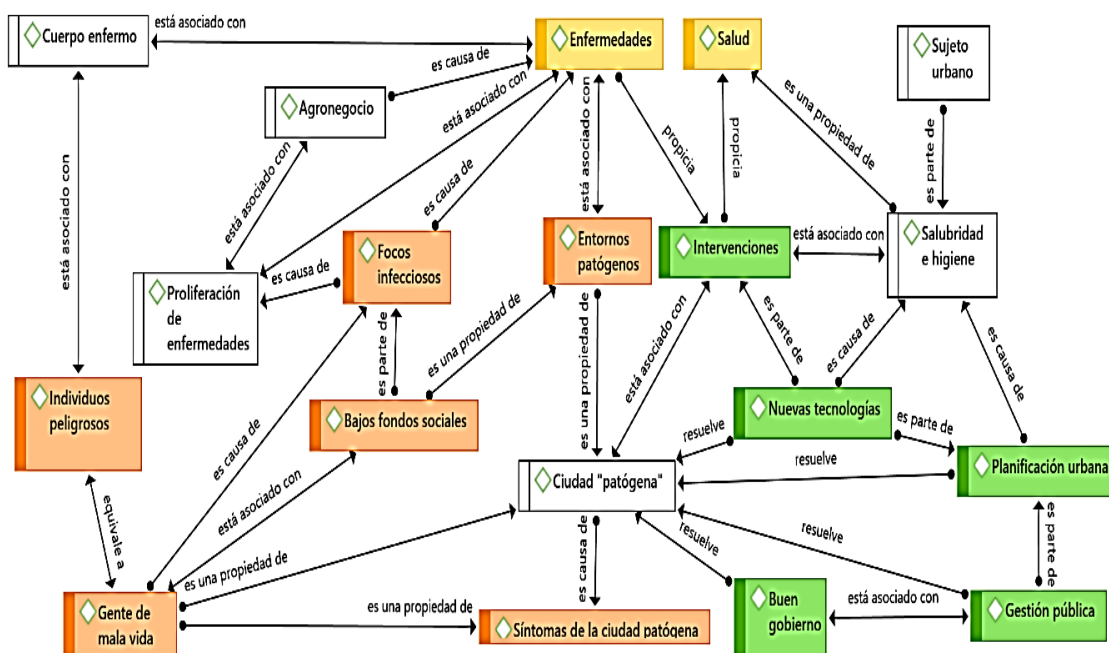 Cuerpo enfermo
está asociado con
Enfermedades
Salud
Sujeto
urbano
es causa de
está asociado con
Agronegocio
está asociado con
propicia
propicia
es una propiedad de
es parte de
está asociado con
está asociado con
es causa de
Focos
infecciosos
Entornos
patógenos
Intervenciones
está asociado con
Salubridad
e higiene
es causa de
Proliferación
de
enfermedades
es parte de
es una propiedad de
es una propiedad de
está asociado con
es parte de
es causa de
es causa de
Individuos
peligrosos
Bajos fondos sociales
Nuevas tecnologías
es causa de
resuelve
es parte de
resuelve
Planificación urbana
está asociado con
Ciudad "patógena"
equivale a
es una propiedad de
es causa de
resuelve
resuelve
es parte de
Gente de
mala vida
es una propiedad de
Síntomas de la ciudad patógena
Buen
gobierno
está asociado con
Gestión pública